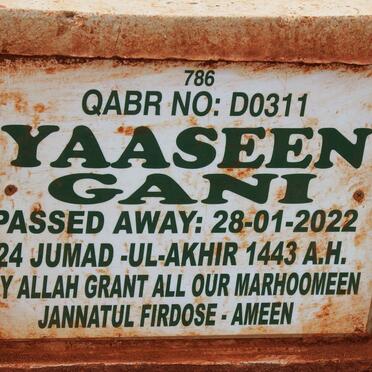 786
QABR NO: D0311
YAASEEN
GANI
PASSED AWAY: 28-01-2022
24 JUMAD -UL-AKHIR 1443 A.H.
Y ALLAH GRANT ALL OUR MARHOOMEEN
JANNATUL FIRDOSE - AMEEN